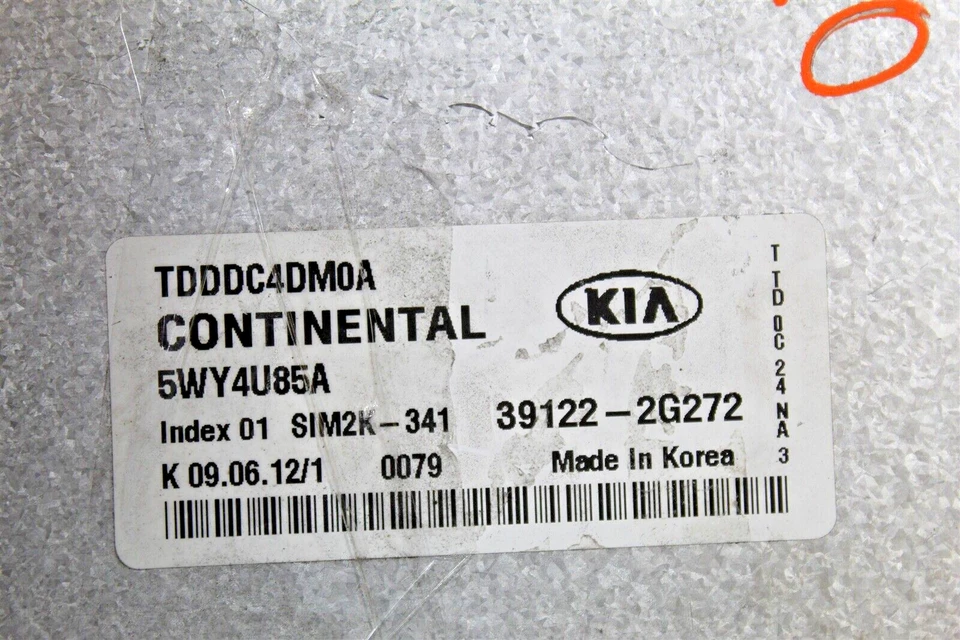 TDDDC4DM0A
CONTINENTAL
5WY4U85A
Index 01 SIM2K-341
K 09.06.12/1 0079
KIA
39122-2G272
Made In Korea
T TD0C 24 NA 3